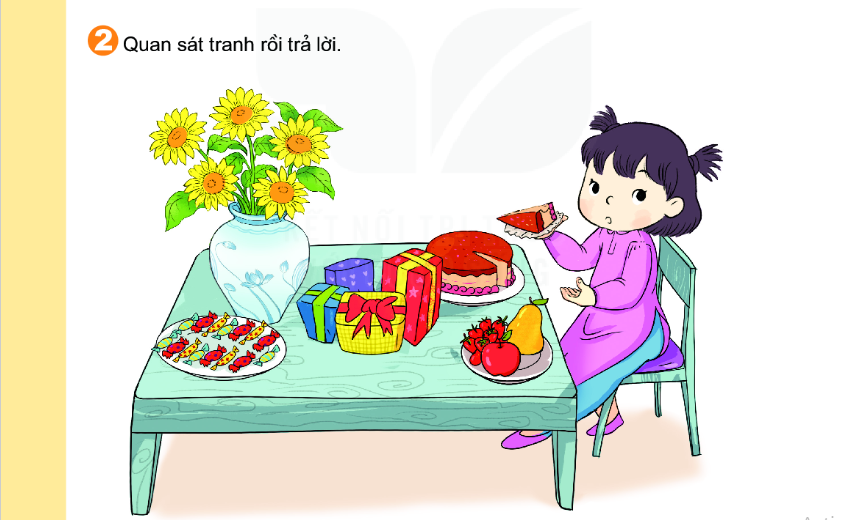 2 Quan sát tranh rồi trả lời.